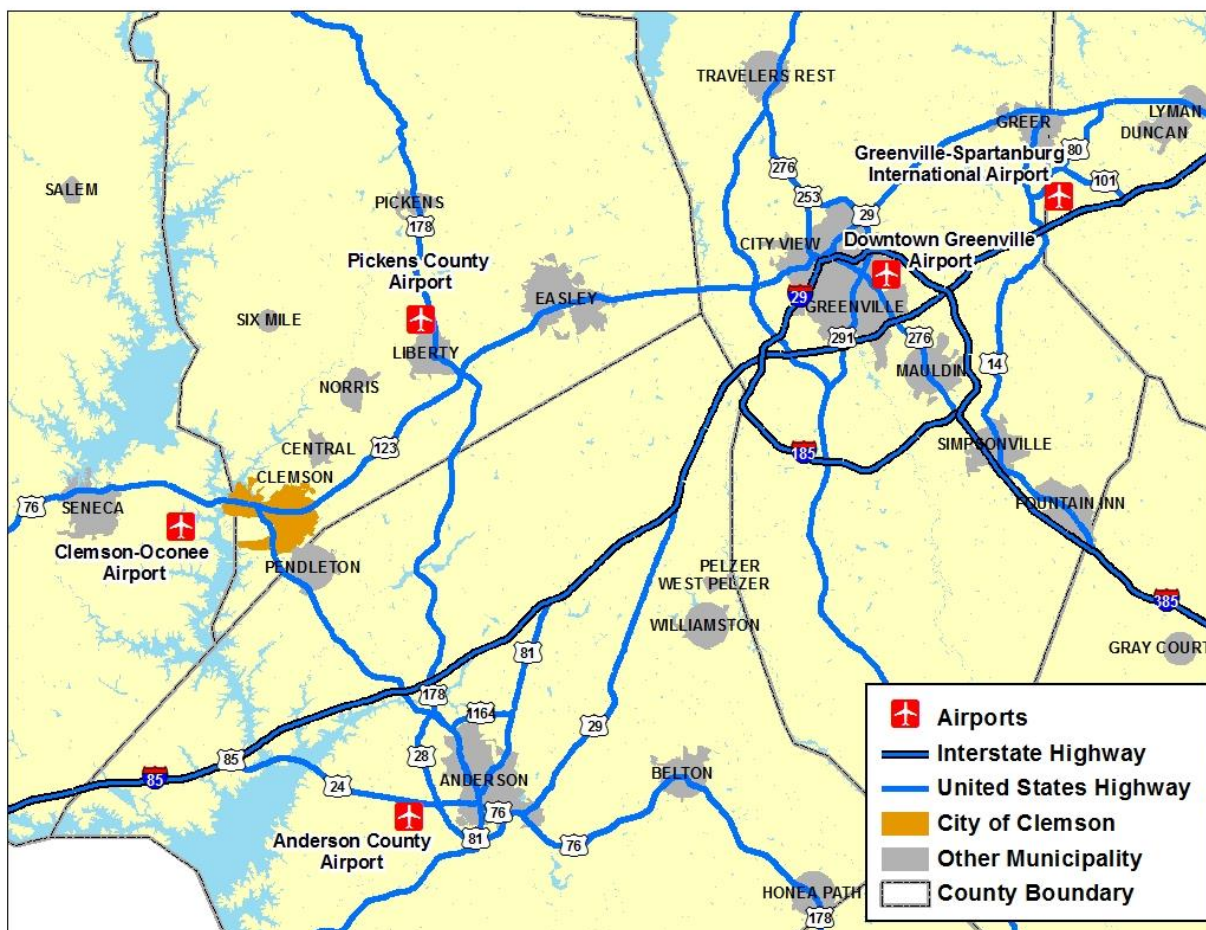 TRAVELERS REST
LYMAN
GREER
DUNCAN
80
Greenville-Spartanburg
International Airport
276
101
385
SALEM
253
PICKENS
29
178
CITY VIEW
Downtown Greenville
Airport
Pickens County
Airport
EASLEY
29
GREENVILLE
SIX MILE
291
276
LIBERTY
14
MAULDIN
NORRIS
CENTRAL
123
SIMPSONVILLE
185
CLEMSON
76
SENECA
FOUNTAIN INN
Clemson-Oconee
Airport
PENDLETON
PELZER
WEST PELZER
385
WILLIAMSTON
81
GRAY COURT
178
1164
29
28
85
85
24
ANDERSON
BELTON
76
Anderson County
Airport
81
76
HONEA PATH
178
Airports
Interstate Highway
United States Highway
City of Clemson
Other Municipality
County Boundary